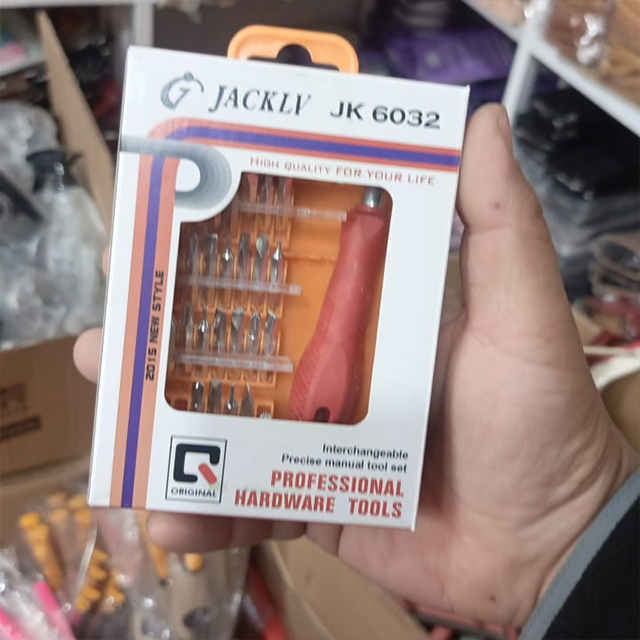 JACKLV JK 6032
HIGH QUALITY FOR YOUR LIFE
2015 NEW STYLE
ORIGINAL
Interchangeable
Precise manual tool set
PROFESSIONAL
HARDWARE TOOLS